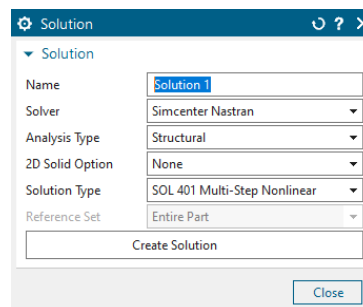 Solution
Solution
Name Solution 1
Solver Simcenter Nastran
Analysis Type Structural
2D Solid Option None
Solution Type SOL 401 Multi-Step Nonlinear
Reference Set Entire Part
Create Solution
Close